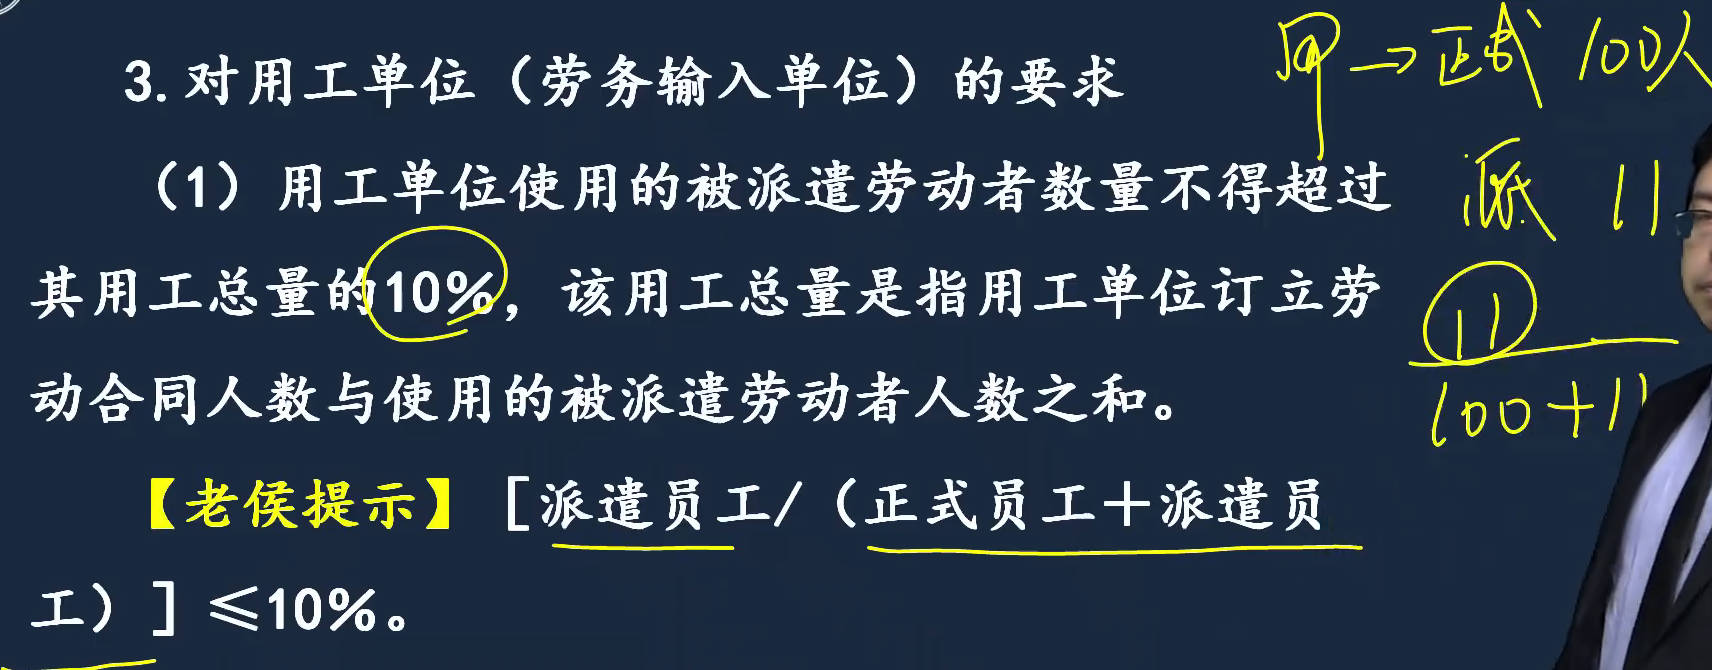 3.对用工单位（劳务输入单位）的要求
（1）用工单位使用的被派遣劳动者数量不得超过
其用工总量的10%，该用工总量是指用工单位订立劳
动合同人数与使用的被派遣劳动者人数之和。
【老侯提示】［派遣员工/（正式员工＋派遣员
工）］≤10%。
甲→正式 100人
派 11
11
100+11